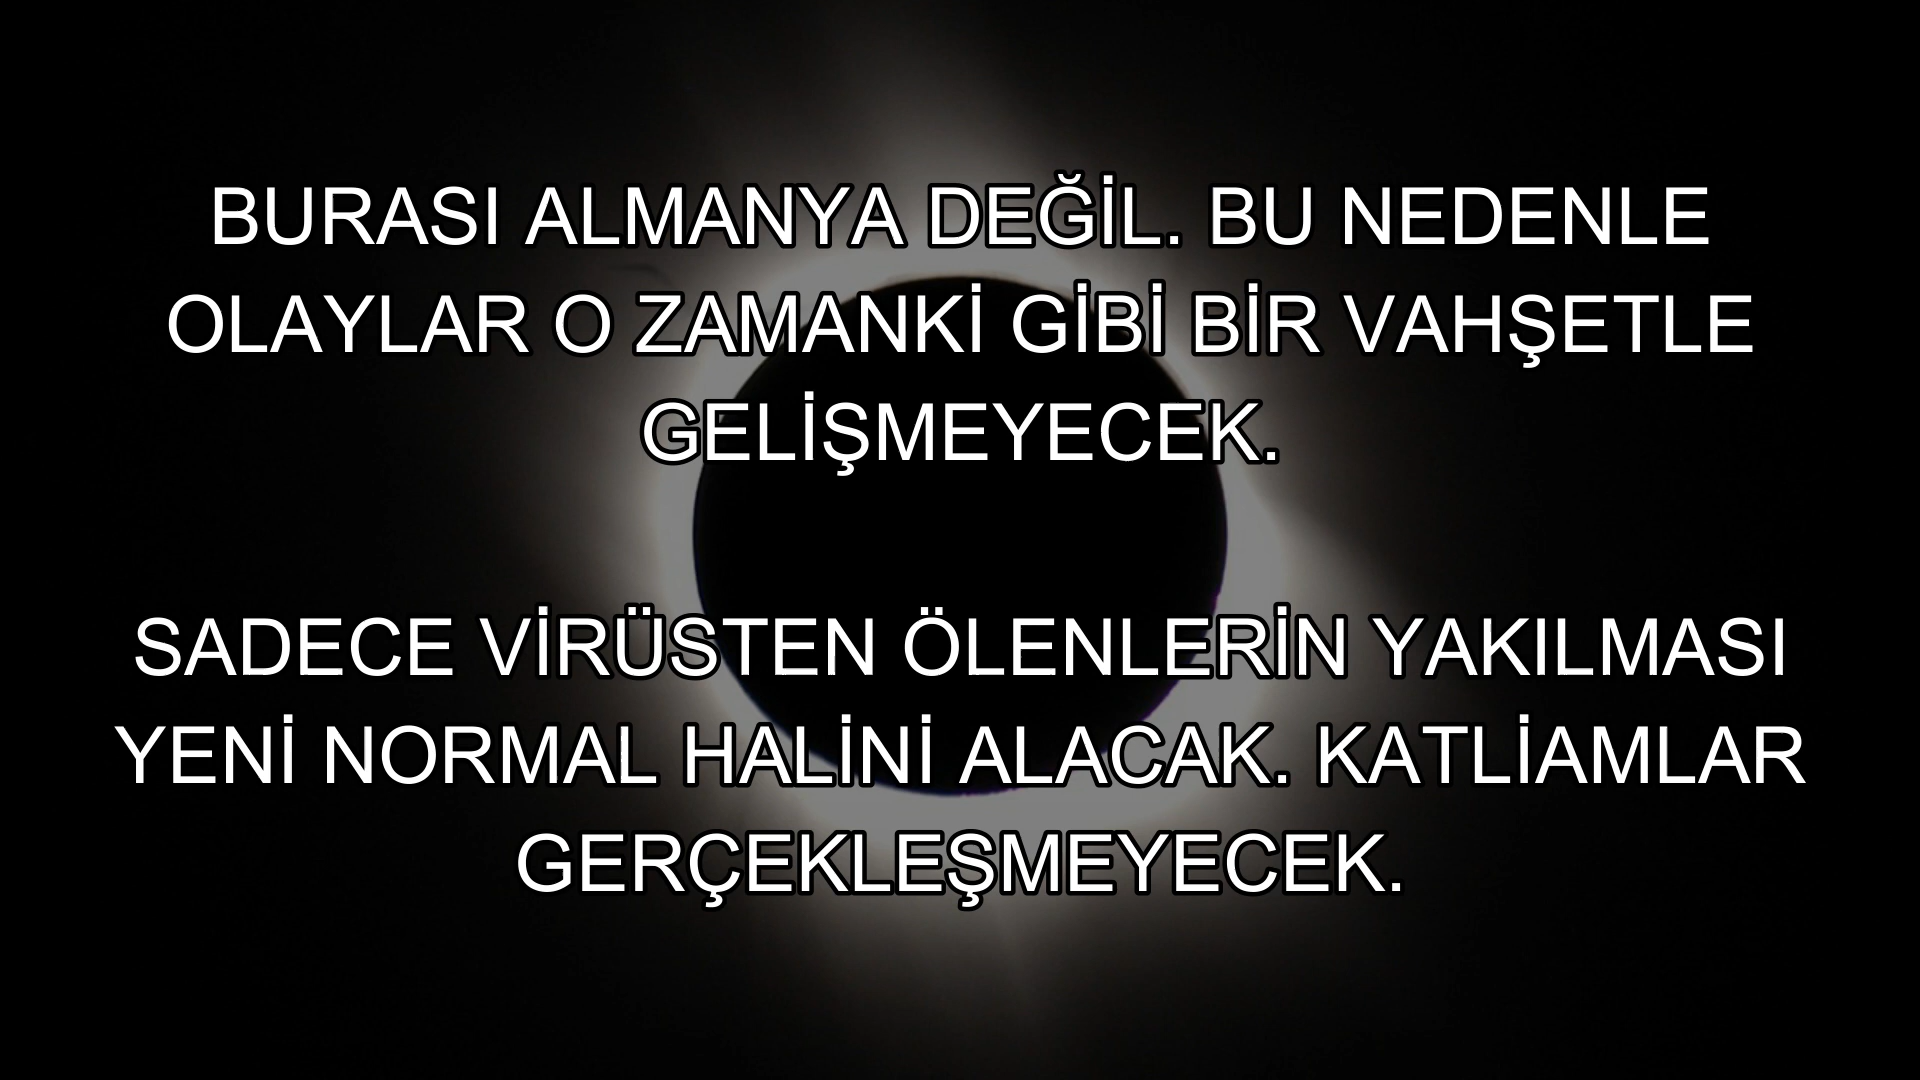 BURASI ALMANYA DEĞİL. BU NEDENLE
OLAYLAR O ZAMANKİ GİBİ BİR VAHŞETLE
GELİŞMEYECEK.
SADECE VİRÜSTEN ÖLENLERİN YAKILMASI
YENİ NORMAL HALİNİ ALACAK. KATLİAMLAR
GERÇEKLEŞMEYECEK.